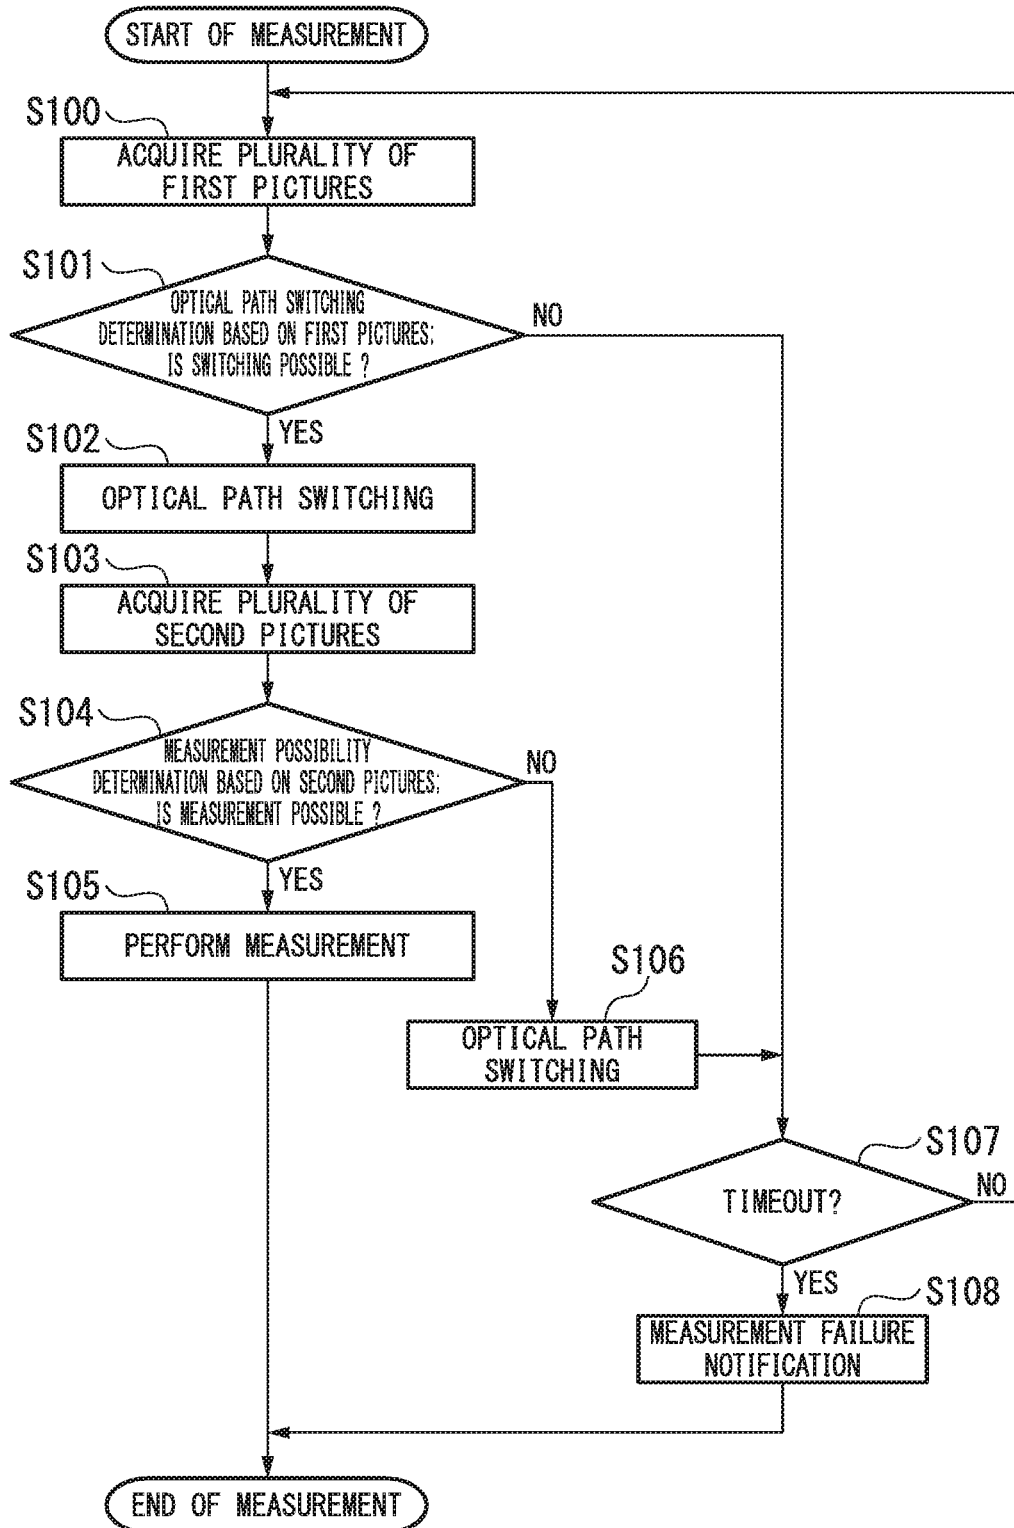 START OF MEASUREMENT
S100
ACQUIRE PLURALITY OF
FIRST PICTURES
S101
OPTICAL PATH SWITCHING
DETERMINATION BASED ON FIRST PICTURES:
IS SWITCHING POSSIBLE ?
NO
YES
S102
OPTICAL PATH SWITCHING
S103
ACQUIRE PLURALITY OF
SECOND PICTURES
S104
MEASUREMENT POSSIBILITY
DETERMINATION BASED ON SECOND PICTURES:
IS MEASUREMENT POSSIBLE ?
NO
YES
S105
PERFORM MEASUREMENT
S106
OPTICAL PATH
SWITCHING
S107
TIMEOUT?
NO
YES
S108
MEASUREMENT FAILURE
NOTIFICATION
END OF MEASUREMENT